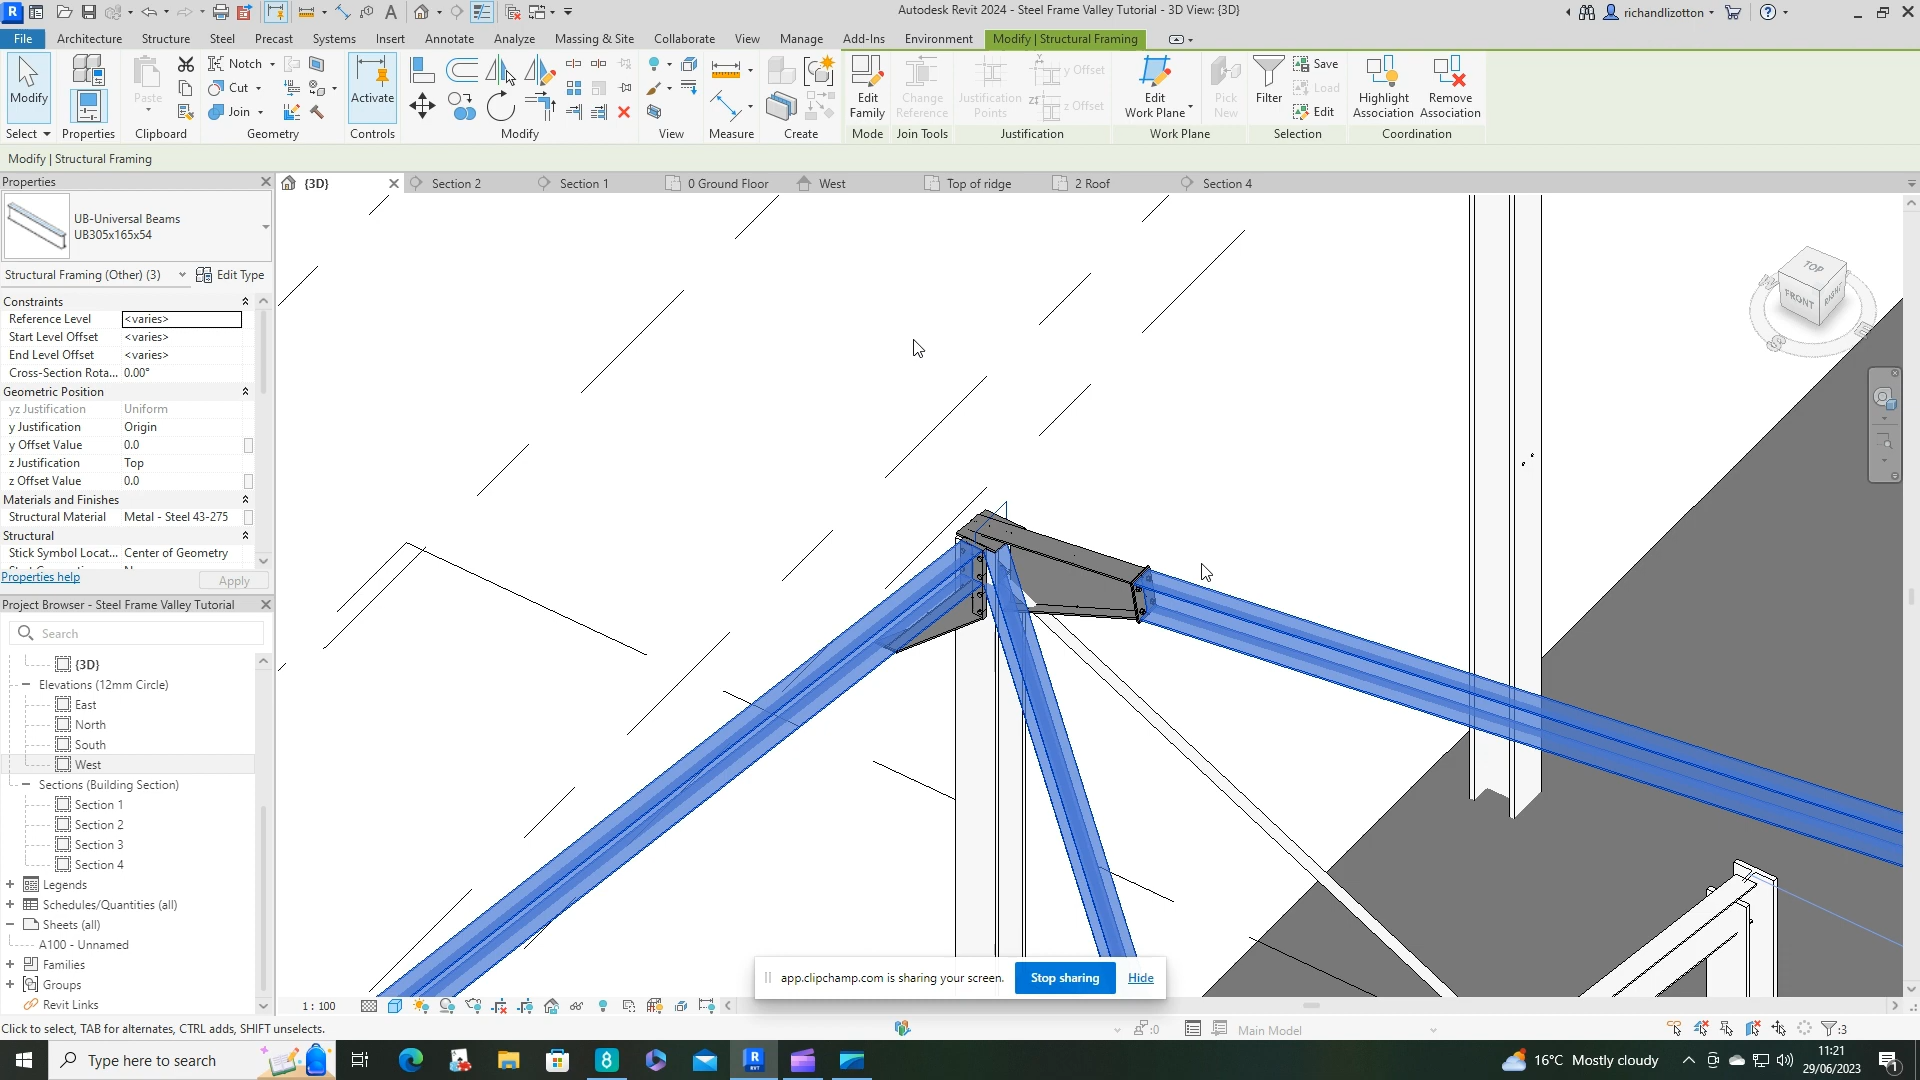 Autodesk Revit 2024 - Steel Frame Valley Tutorial - 3D View: {3D}
richandlizotton
File Architecture Structure Steel Precast Systems Insert Annotate Analyze Massing & Site Collaborate View Manage Add-Ins Environment Modify | Structural Framing
Modify
Paste
Notch
Cut
Join
Activate
Edit Family
Change Reference
Justification Points
y Offset
z Offset
Edit Work Plane
Pick New
Filter
Save
Load
Edit
Highlight Association
Remove Association
Select Properties Clipboard Geometry Controls Modify View Measure Create Mode Join Tools Justification Work Plane Selection Coordination
Modify | Structural Framing
Properties
{3D} Section 2 Section 1 0 Ground Floor West Top of ridge 2 Roof Section 4
UB-Universal Beams
UB305x165x54
Structural Framing (Other) (3) Edit Type
Constraints
Reference Level <varies>
Start Level Offset <varies>
End Level Offset <varies>
Cross-Section Rota... 0.00°
Geometric Position
yz Justification Uniform
y Justification Origin
y Offset Value 0.0
z Justification Top
z Offset Value 0.0
Materials and Finishes
Structural Material Metal - Steel 43-275
Structural
Stick Symbol Locat... Center of Geometry
Properties help Apply
TOP
FRONT
RIGHT
S
E
Project Browser - Steel Frame Valley Tutorial
Search
{3D}
Elevations (12mm Circle)
East
North
South
West
Sections (Building Section)
Section 1
Section 2
Section 3
Section 4
Legends
Schedules/Quantities (all)
Sheets (all)
A100 - Unnamed
Families
Groups
Revit Links
app.clipchamp.com is sharing your screen. Stop sharing Hide
1 : 100
Click to select, TAB for alternates, CTRL adds, SHIFT unselects.
:0
Main Model
:3
Type here to search
16°C Mostly cloudy
11:21
29/06/2023
1